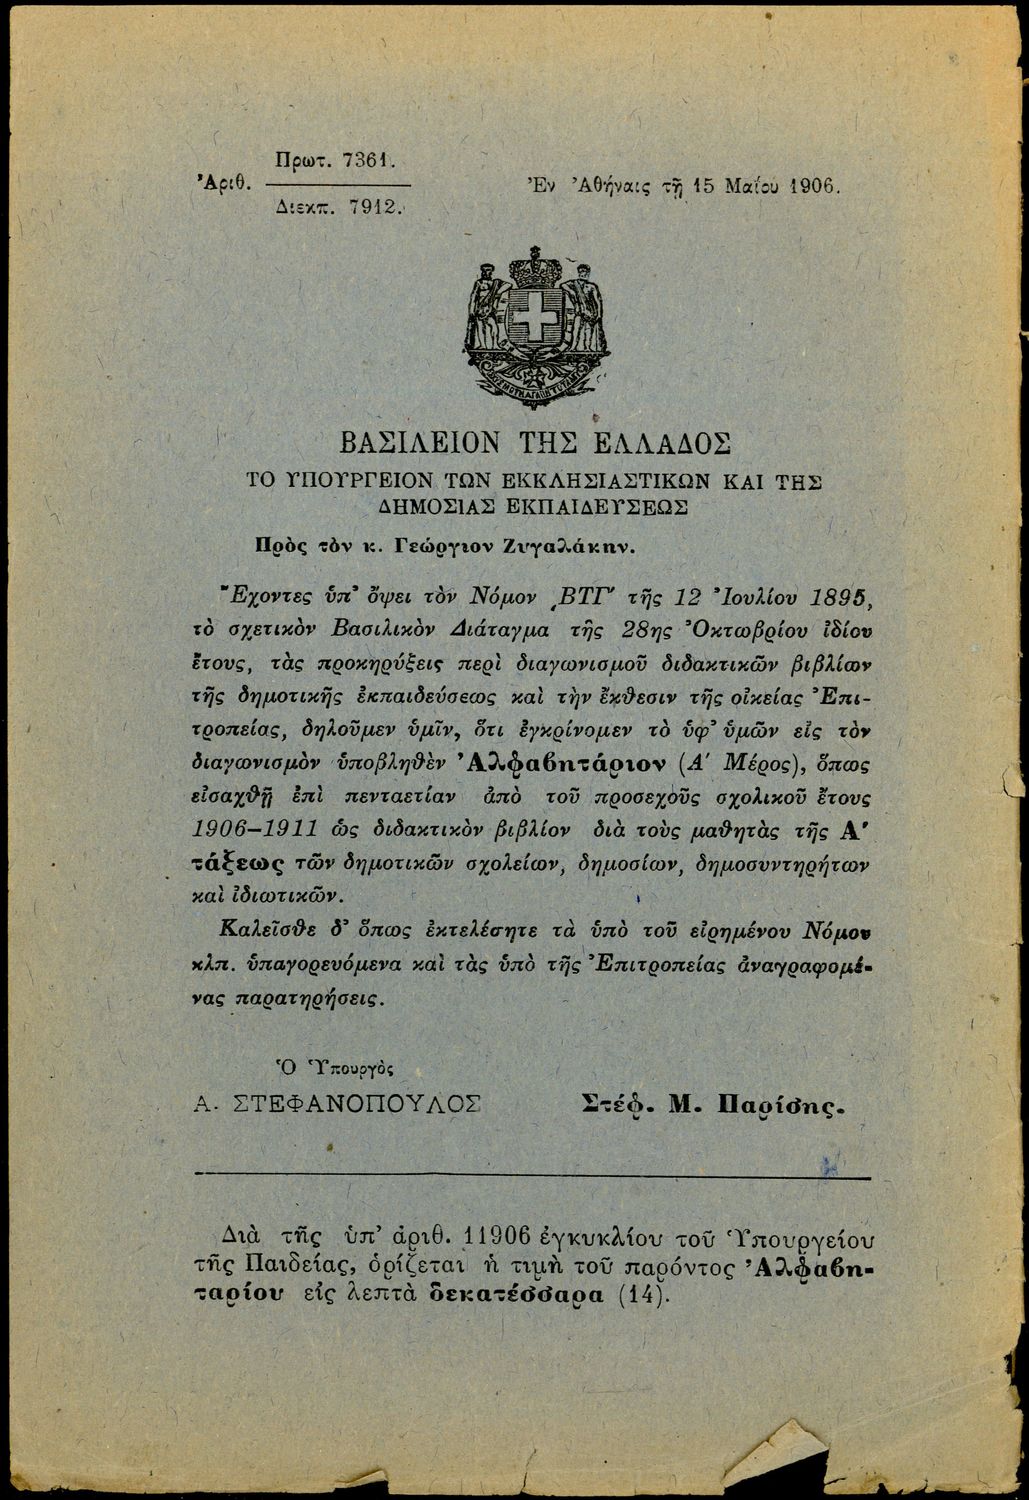 Πρωτ. 7361.
Ἀριθ.
Διεκπ. 7912.
Ἐν Ἀθήναις τῇ 15 Μαΐου 1906.
ΒΑΣΙΛΕΙΟΝ ΤΗΣ ΕΛΛΑΔΟΣ
ΤΟ ΥΠΟΥΡΓΕΙΟΝ ΤΩΝ ΕΚΚΛΗΣΙΑΣΤΙΚΩΝ ΚΑΙ ΤΗΣ
ΔΗΜΟΣΙΑΣ ΕΚΠΑΙΔΕΥΣΕΩΣ
Πρὸς τὸν κ. Γεώργιον Ζυγαλάκην.
Ἔχοντες ὑπ' ὄψει τὸν Νόμον ͵ΒΤΓ' τῆς 12 Ἰουλίου 1895,
τὸ σχετικὸν Βασιλικὸν Διάταγμα τῆς 28ης Ὀκτωβρίου ἰδίου
ἔτους, τὰς προκηρύξεις περὶ διαγωνισμοῦ διδακτικῶν βιβλίων
τῆς δημοτικῆς ἐκπαιδεύσεως καὶ τὴν ἔκθεσιν τῆς οἰκείας Ἐπι-
τροπείας, δηλοῦμεν ὑμῖν, ὅτι ἐγκρίνομεν τὸ ὑφ' ὑμῶν εἰς τὸν
διαγωνισμὸν ὑποβληθὲν Ἀλφαβητάριον (Α' Μέρος), ὅπως
εἰσαχθῇ ἐπὶ πενταετίαν ἀπὸ τοῦ προσεχοῦς σχολικοῦ ἔτους
1906–1911 ὡς διδακτικὸν βιβλίον διὰ τοὺς μαθητὰς τῆς Α'
τάξεως τῶν δημοτικῶν σχολείων, δημοσίων, δημοσυντηρήτων
καὶ ἰδιωτικῶν.
Καλεῖσθε δ' ὅπως ἐκτελέσητε τὰ ὑπὸ τοῦ εἰρημένου Νόμου
κλπ. ὑπαγορευόμενα καὶ τὰς ὑπὸ τῆς Ἐπιτροπείας ἀναγραφομέ-
νας παρατηρήσεις.
Ὁ Ὑπουργὸς
Α. ΣΤΕΦΑΝΟΠΟΥΛΟΣ
Στέφ. Μ. Παρίσης.
Διὰ τῆς ὑπ' ἀριθ. 11906 ἐγκυκλίου τοῦ Ὑπουργείου
τῆς Παιδείας, ὁρίζεται ἡ τιμὴ τοῦ παρόντος Ἀλφαβη-
ταρίου εἰς λεπτὰ δεκατέσσαρα (14).